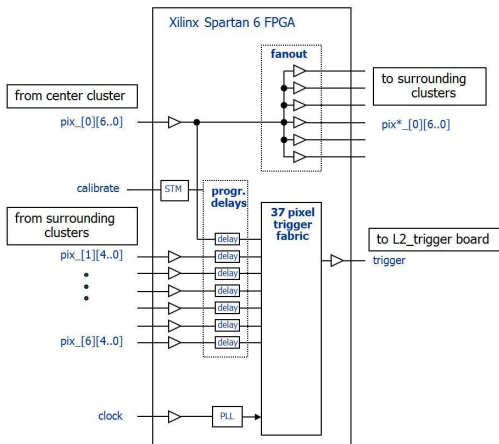 Xilinx Spartan 6 FPGA
fanout
from center cluster
to surrounding
clusters
pix_[0][6..0]
pix*_[0][6..0]
calibrate
STM
progr.
delays
from surrounding
clusters
37 pixel
trigger
fabric
to L2_trigger board
delay
pix_[1][4..0]
delay
trigger
delay
delay
delay
delay
pix_[6][4..0]
delay
clock
PLL